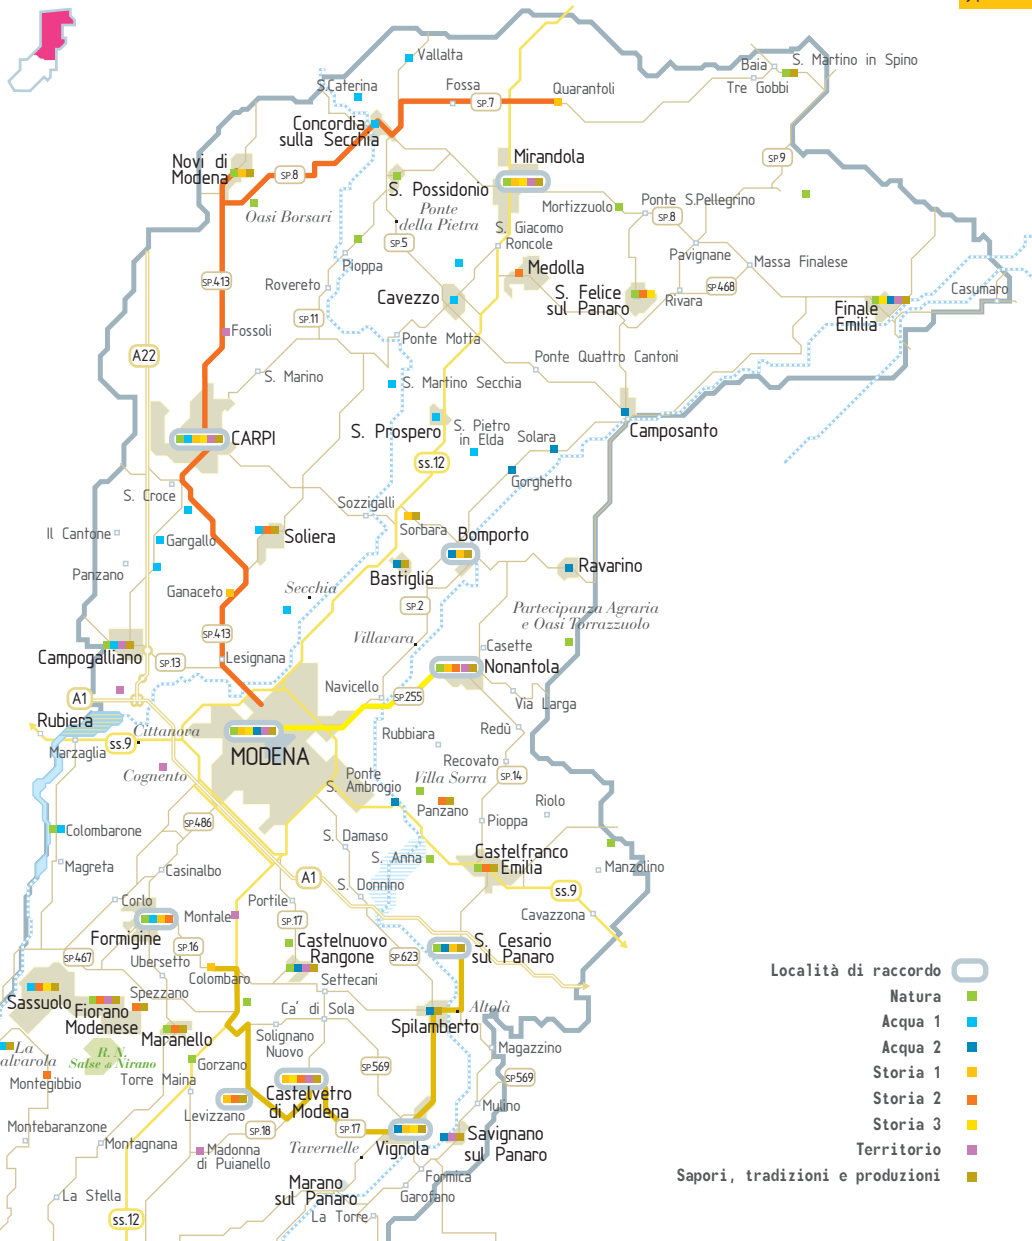 Vallalta
S.Caterina
Fossa
SP.7
Quarantoli
Baia
S. Martino in Spino
Tre Gobbi
Concordia
sulla Secchia
Novi di
Modena
SP.8
Mirandola
SP.9
S. Possidonio
Oasi Borsari
Ponte
della Pietra
Mortizzuolo
Ponte S.Pellegrino
SP.8
S. Giacomo
Roncole
SP.5
Pavignane
Massa Finalese
Pioppa
Medolla
SP.413
Rovereto
Cavezzo
S. Felice
sul Panaro
Rivara
SP.468
Casumaro
Finale
Emilia
SP.11
Fossoli
Ponte Motta
A22
Ponte Quattro Cantoni
S. Marino
S. Martino Secchia
CARPI
S. Prospero
S. Pietro
in Elda
Solara
Camposanto
ss.12
Gorghetto
S. Croce
Sozzigalli
Sorbara
Il Cantone
Gargallo
Soliera
Bomporto
Panzano
Bastiglia
Ravarino
Ganaceto
Secchia
SP.2
Partecipanza Agraria
e Oasi Torrazzuolo
SP.413
Villavara
Casette
Campogalliano
SP.13
Lesignana
Nonantola
A1
Navicello
SP.255
Via Larga
Rubiera
Cittanova
ss.9
Marzaglia
Rubbiara
Redù
MODENA
Recovato
Cognento
Ponte
S. Ambrogio
Villa Sorra
SP.14
Panzano
Riolo
SP.486
Pioppa
Colombarone
S. Damaso
S. Anna
Castelfranco
Emilia
Magreta
Casinalbo
A1
S. Donnino
Manzolino
ss.9
Corlo
Montale
Portile
Cavazzona
SP.17
Formigine
SP.16
Castelnuovo
Rangone
S. Cesario
sul Panaro
SP.467
Ubersetto
SP.623
Località di raccordo
Colombaro
Settecani
Natura
Sassuolo
Spezzano
Fiorano
Modenese
Ca' di Sola
Altolà
Spilamberto
Acqua 1
Maranello
Solignano
Nuovo
Acqua 2
La
alvarola
R. N.
Salse di Nirano
Gorzano
Magazzino
SP.569
SP.569
Storia 1
Montegibbio
Torre Maina
Castelvetro
di Modena
Storia 2
Levizzano
Mulino
Storia 3
Montebaranzone
SP.18
SP.17
Savignano
sul Panaro
Montagnana
Madonna
di Puianello
Tavernelle
Vignola
Territorio
Marano
sul Panaro
Formica
Sapori, tradizioni e produzioni
La Stella
Garofano
La Torre
ss.12